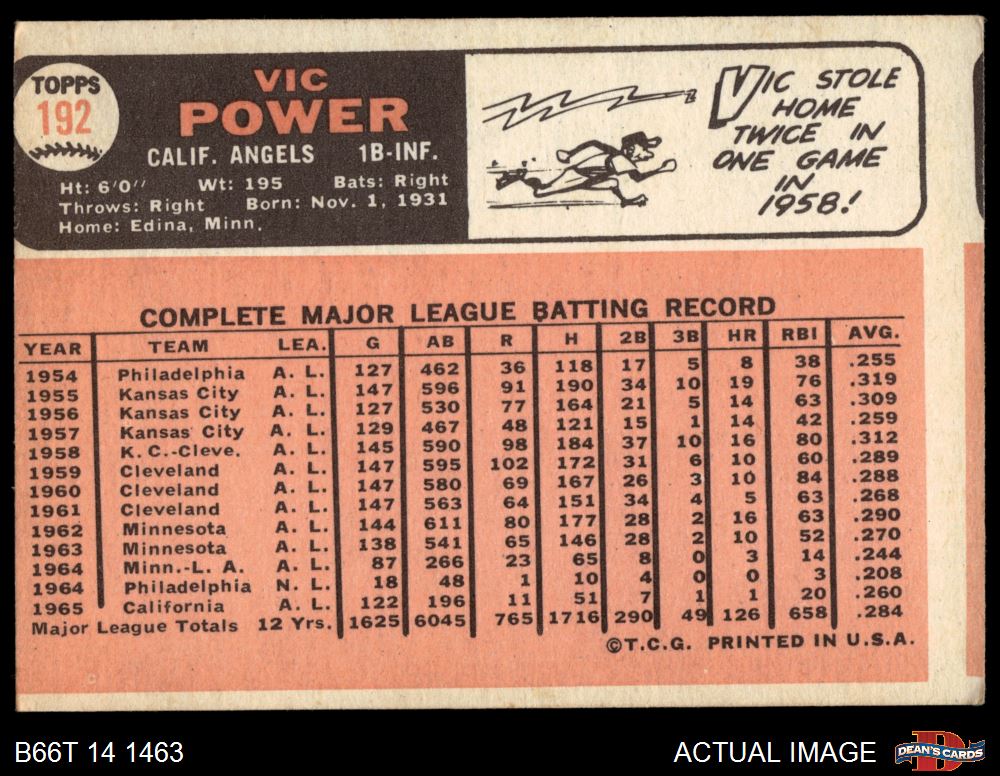 TOPPS
192
VIC
POWER
CALIF. ANGELS 1B-INF.
Ht: 6'0" Wt: 195 Bats: Right
Throws: Right Born: Nov. 1, 1931
Home: Edina, Minn.
VIC STOLE
HOME
TWICE IN
ONE GAME
IN
1958!
COMPLETE MAJOR LEAGUE BATTING RECORD
YEAR TEAM LEA. G AB R H 2B 3B HR RBI AVG.
1954 Philadelphia A. L. 127 462 36 118 17 5 8 38 .255
1955 Kansas City A. L. 147 596 91 190 34 10 19 76 .319
1956 Kansas City A. L. 127 530 77 164 21 5 14 63 .309
1957 Kansas City A. L. 129 467 48 121 15 1 14 42 .259
1958 K. C.-Cleve. A. L. 145 590 98 184 37 10 16 80 .312
1959 Cleveland A. L. 147 595 102 172 31 6 10 60 .289
1960 Cleveland A. L. 147 580 69 167 26 3 10 84 .288
1961 Cleveland A. L. 147 563 64 151 34 4 5 63 .268
1962 Minnesota A. L. 144 611 80 177 28 2 16 63 .290
1963 Minnesota A. L. 138 541 65 146 28 2 10 52 .270
1964 Minn.-L. A. A. L. 87 266 23 65 8 0 3 14 .244
1964 Philadelphia N. L. 18 48 1 10 4 0 0 3 .208
1965 California A. L. 122 196 11 51 7 1 1 20 .260
Major League Totals 12 Yrs. 1625 6045 765 1716 290 49 126 658 .284
©T.C.G. PRINTED IN U.S.A.
B66T 14 1463
ACTUAL IMAGE
DEAN'S CARDS